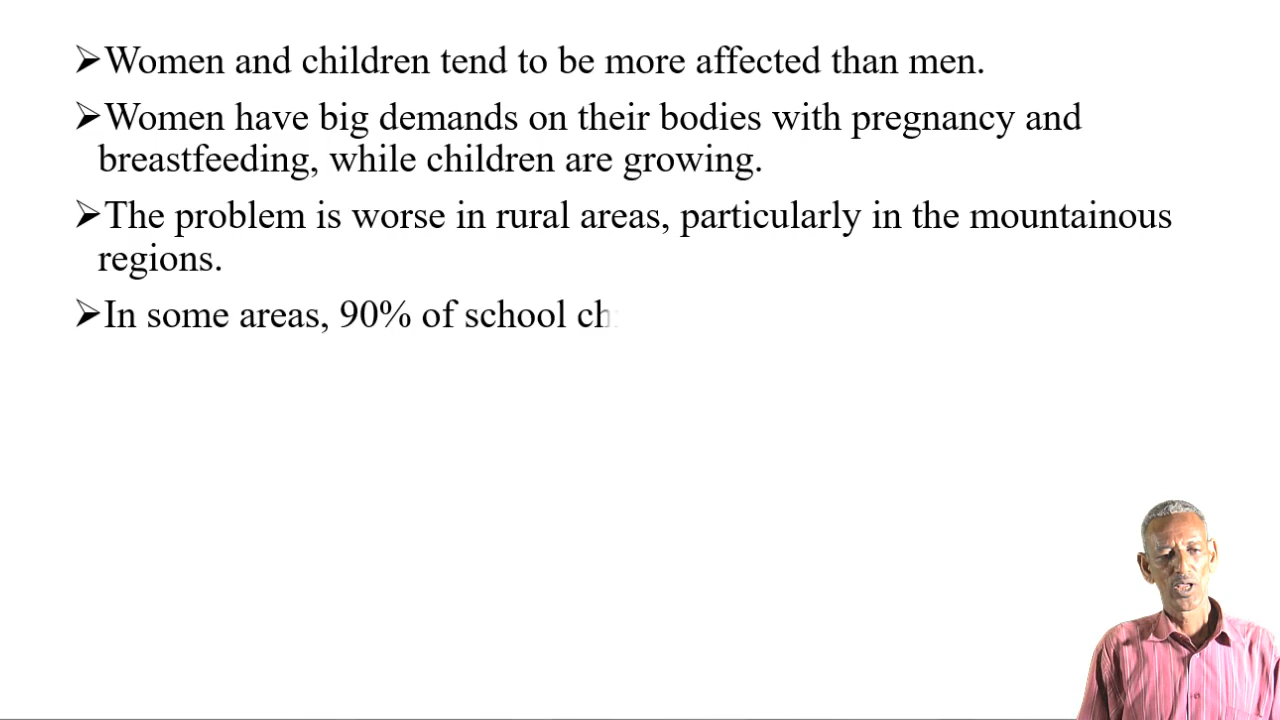 ➢Women and children tend to be more affected than men.
➢Women have big demands on their bodies with pregnancy and
breastfeeding, while children are growing.
➢The problem is worse in rural areas, particularly in the mountainous
regions.
➢In some areas, 90% of school